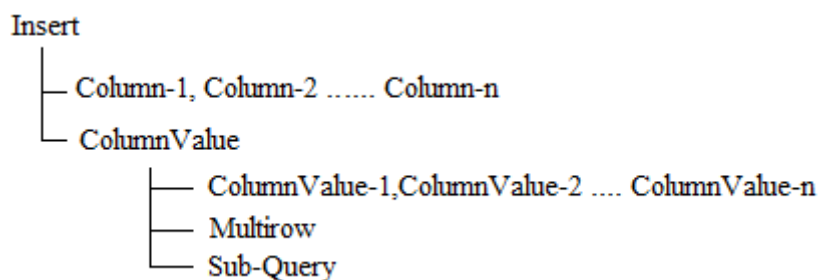 Insert
Column-1, Column-2 ...... Column-n
ColumnValue
ColumnValue-1,ColumnValue-2 .... ColumnValue-n
Multirow
Sub-Query